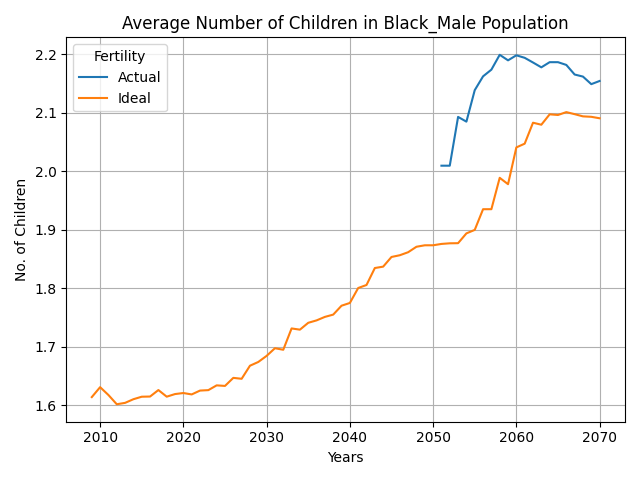 Average Number of Children in Black_Male Population
Fertility
Actual
Ideal
2.2
2.1
2.0
1.9
1.8
1.7
1.6
No. of Children
2010 2020 2030 2040 2050 2060 2070
Years